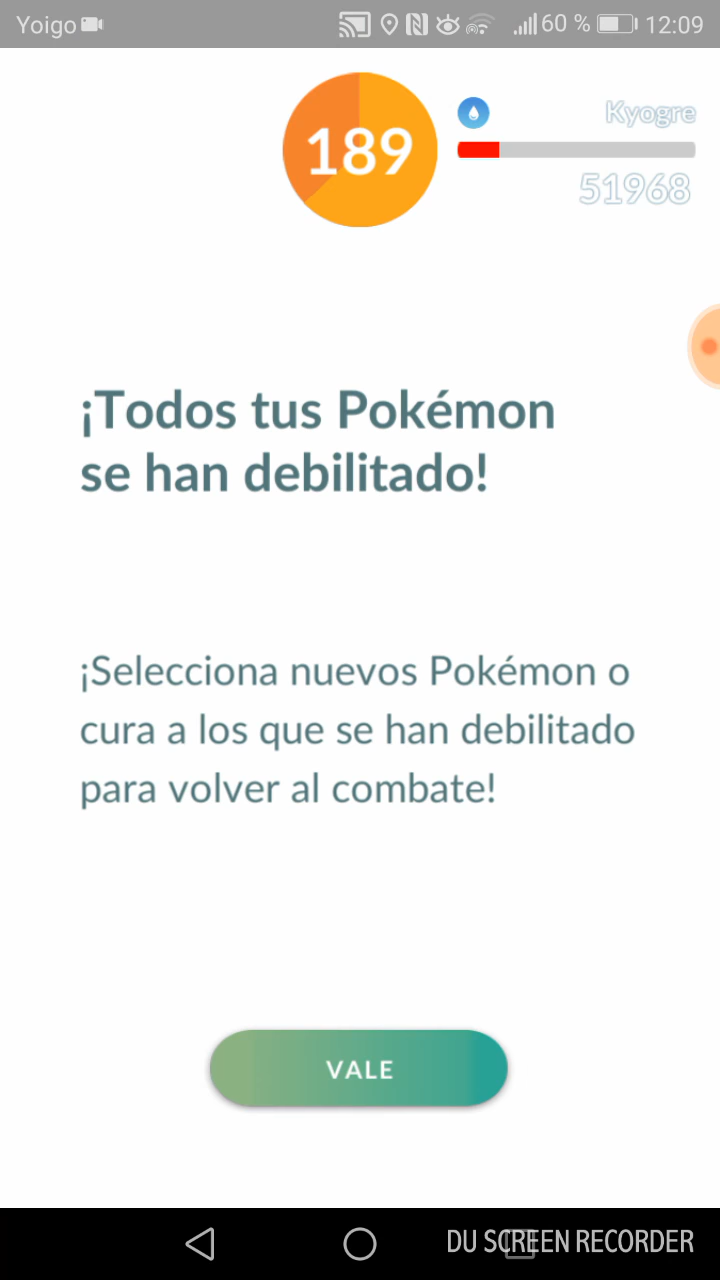 Yoigo 60 % 12:09
189
Kyogre
51968
¡Todos tus Pokémon
se han debilitado!
¡Selecciona nuevos Pokémon o
cura a los que se han debilitado
para volver al combate!
VALE
DU SCREEN RECORDER